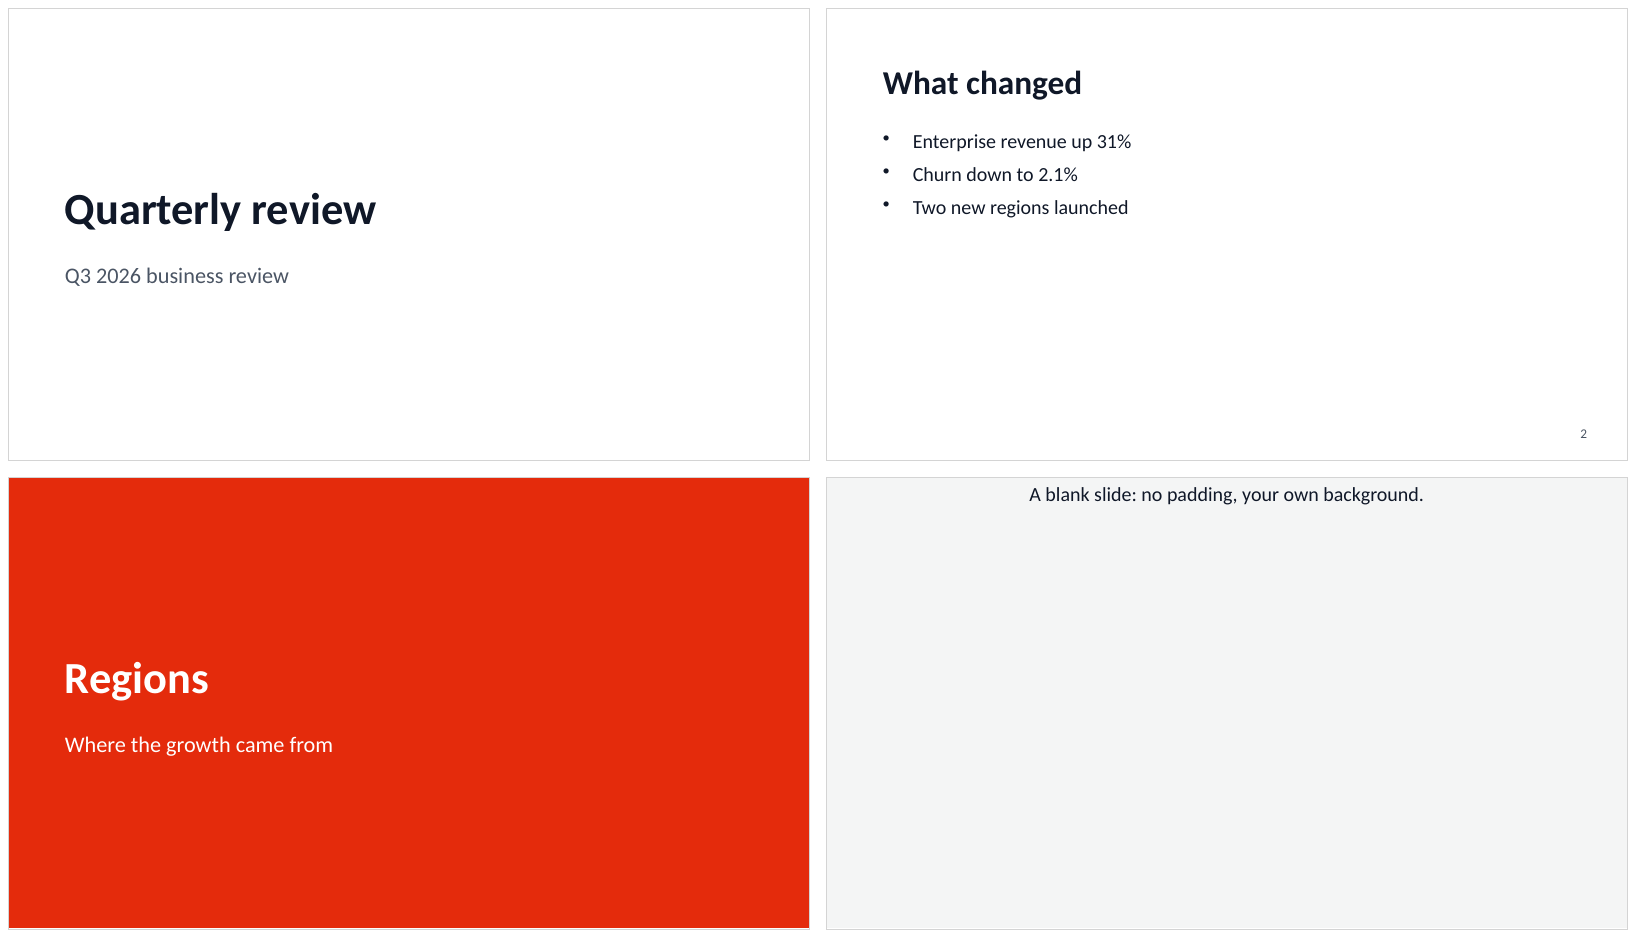 Quarterly review
Q3 2026 business review
What changed
• Enterprise revenue up 31%
• Churn down to 2.1%
• Two new regions launched
2
Regions
Where the growth came from
A blank slide: no padding, your own background.